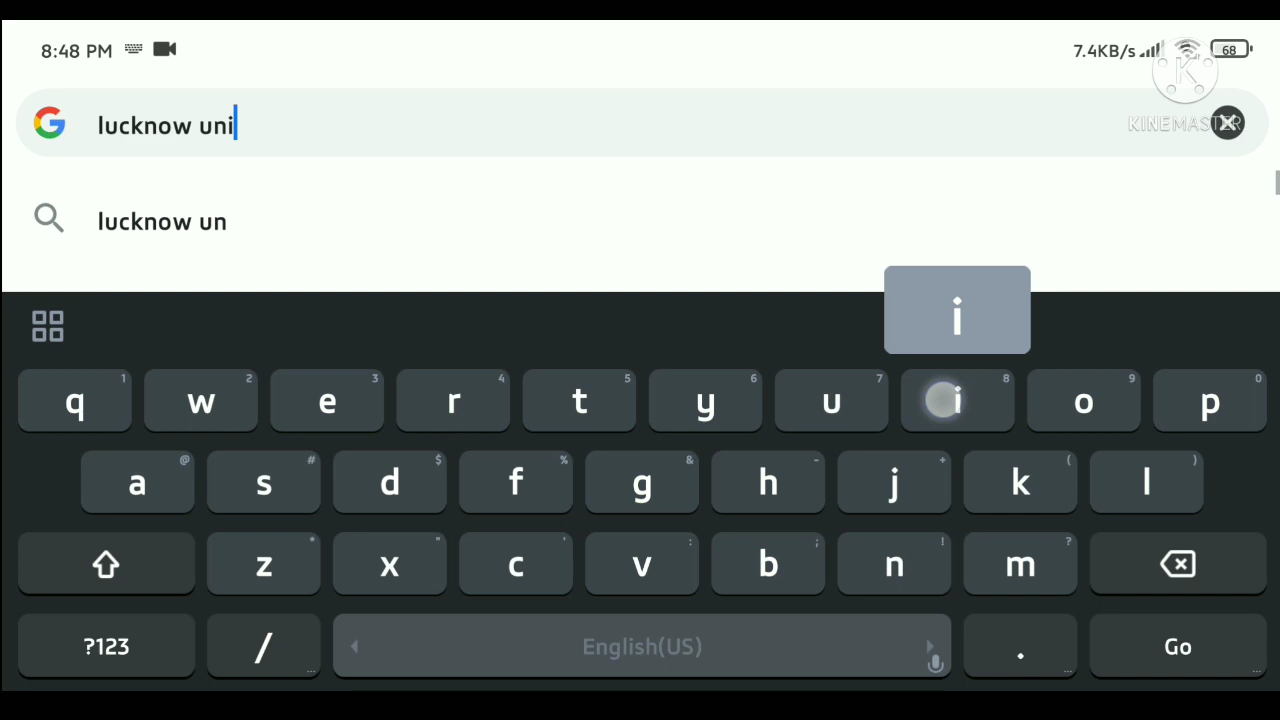 8:48 PM 7.4KB/s 68
K
lucknow uni
KINEMASTER
lucknow un
i
1 2 3 4 5 6 7 8 9 0
q w e r t y u i o p
@ # $ % & - + ( )
a s d f g h j k l
* " ' : ; ! ?
z x c v b n m
?123 / English(US) . Go